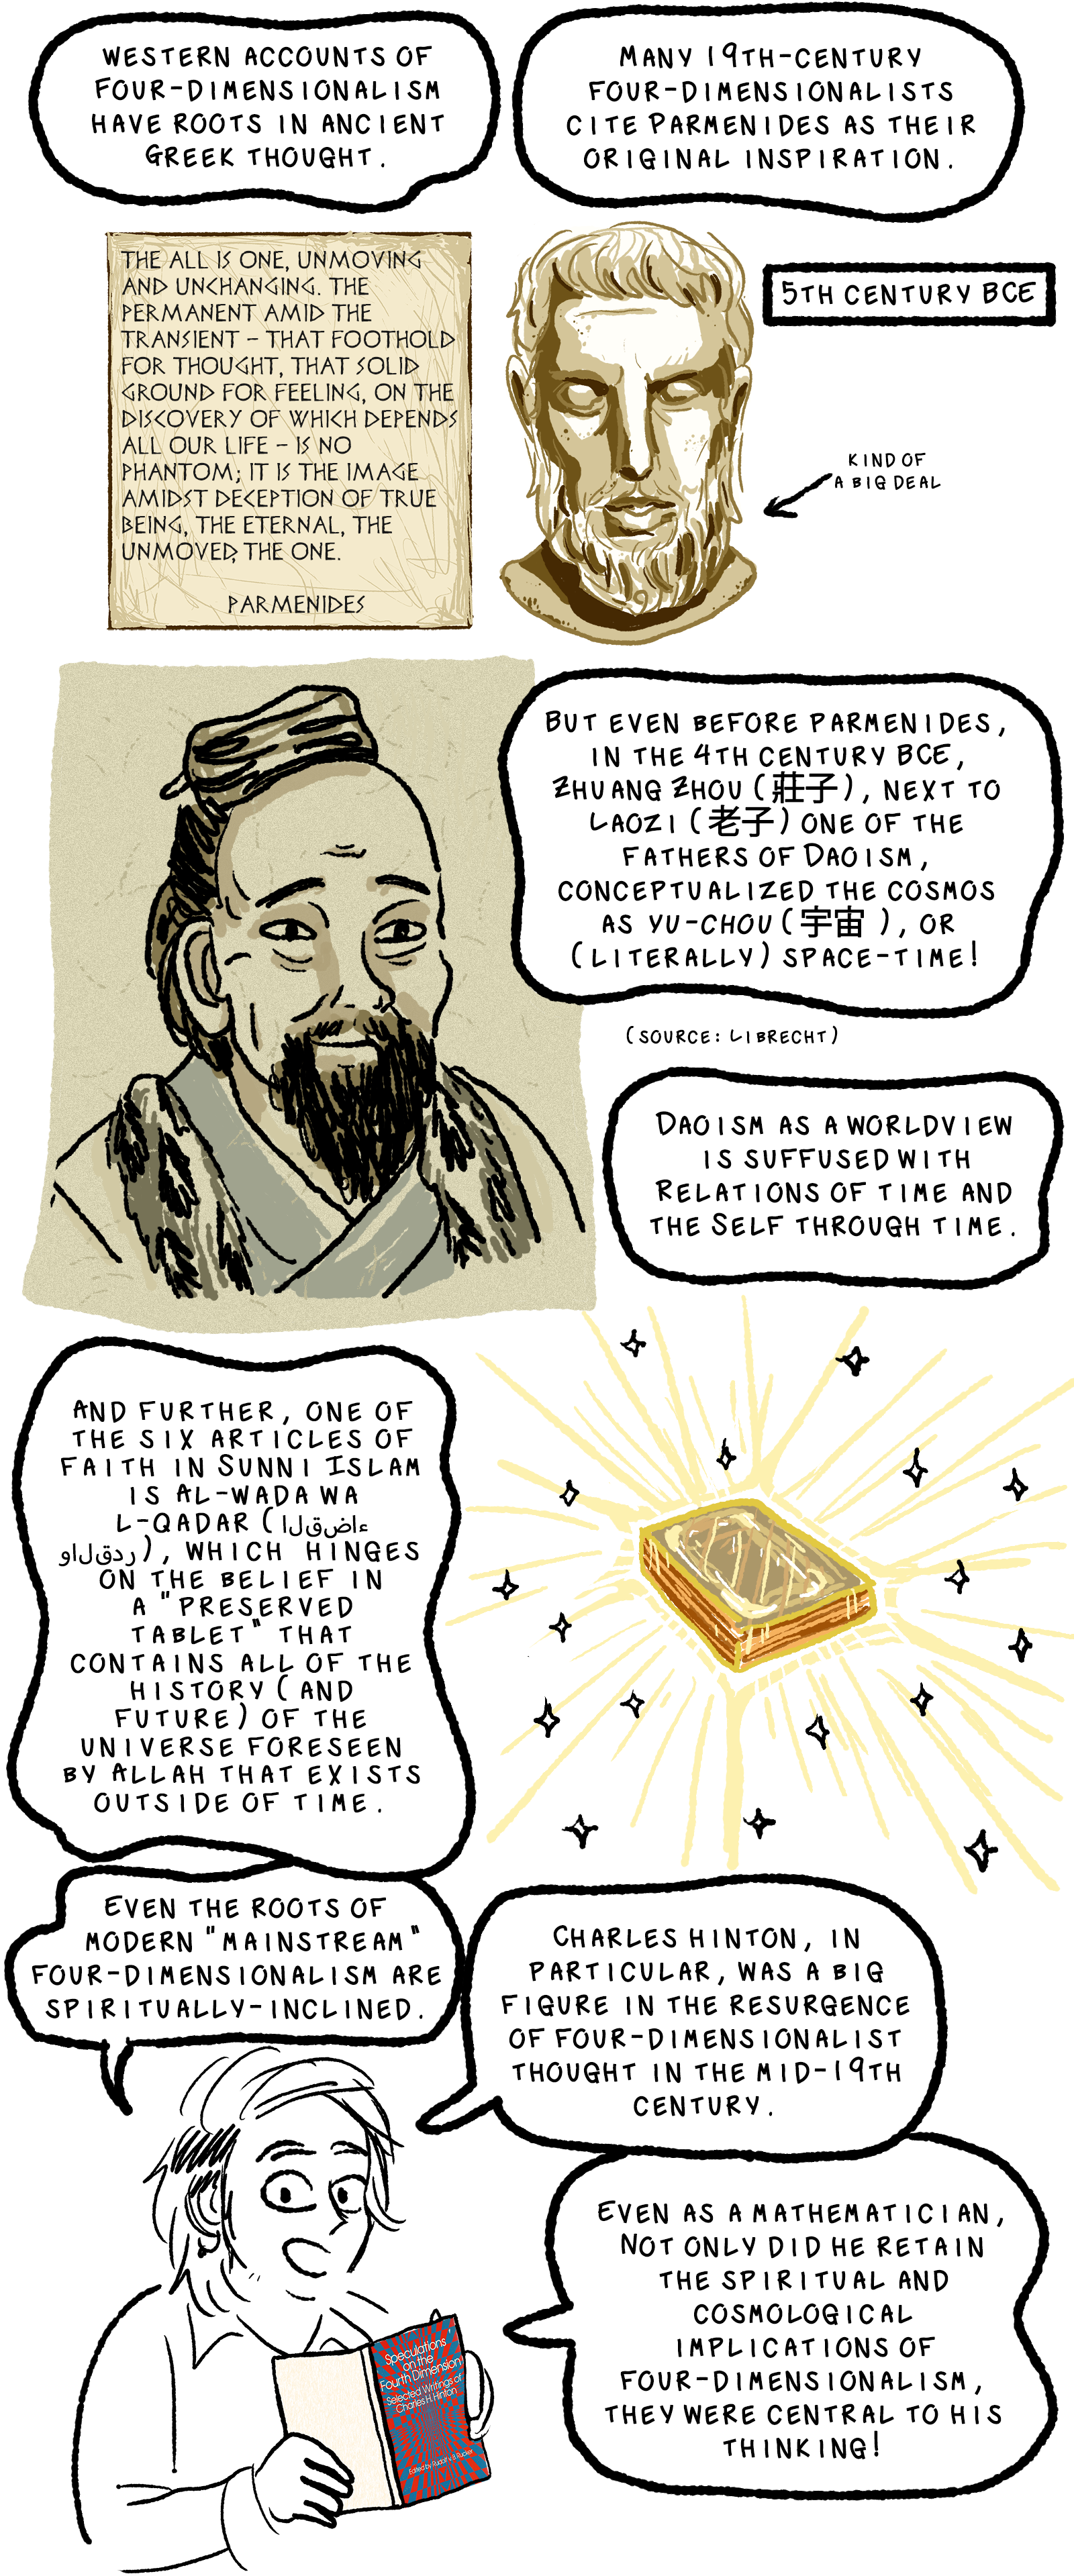 WESTERN ACCOUNTS OF
FOUR-DIMENSIONALISM
HAVE ROOTS IN ANCIENT
GREEK THOUGHT.
MANY 19TH-CENTURY
FOUR-DIMENSIONALISTS
CITE PARMENIDES AS THEIR
ORIGINAL INSPIRATION.
THE ALL IS ONE, UNMOVING
AND UNCHANGING. THE
PERMANENT AMID THE
TRANSIENT – THAT FOOTHOLD
FOR THOUGHT, THAT SOLID
GROUND FOR FEELING, ON THE
DISCOVERY OF WHICH DEPENDS
ALL OUR LIFE – IS NO
PHANTOM; IT IS THE IMAGE
AMIDST DECEPTION OF TRUE
BEING, THE ETERNAL, THE
UNMOVED, THE ONE.
PARMENIDES
5TH CENTURY BCE
KIND OF
A BIG DEAL
BUT EVEN BEFORE PARMENIDES,
IN THE 4TH CENTURY BCE,
ZHUANG ZHOU (莊子), NEXT TO
LAOZI (老子) ONE OF THE
FATHERS OF DAOISM,
CONCEPTUALIZED THE COSMOS
AS YU-CHOU (宇宙 ), OR
(LITERALLY) SPACE-TIME!
(SOURCE: LIBRECHT)
DAOISM AS A WORLDVIEW
IS SUFFUSED WITH
RELATIONS OF TIME AND
THE SELF THROUGH TIME.
AND FURTHER, ONE OF
THE SIX ARTICLES OF
FAITH IN SUNNI ISLAM
IS AL-WADA WA
L-QADAR (القضاء
والقدر), WHICH HINGES
ON THE BELIEF IN
A "PRESERVED
TABLET" THAT
CONTAINS ALL OF THE
HISTORY (AND
FUTURE) OF THE
UNIVERSE FORESEEN
BY ALLAH THAT EXISTS
OUTSIDE OF TIME.
EVEN THE ROOTS OF
MODERN "MAINSTREAM"
FOUR-DIMENSIONALISM ARE
SPIRITUALLY-INCLINED.
CHARLES HINTON, IN
PARTICULAR, WAS A BIG
FIGURE IN THE RESURGENCE
OF FOUR-DIMENSIONALIST
THOUGHT IN THE MID-19TH
CENTURY.
EVEN AS A MATHEMATICIAN,
NOT ONLY DID HE RETAIN
THE SPIRITUAL AND
COSMOLOGICAL
IMPLICATIONS OF
FOUR-DIMENSIONALISM,
THEY WERE CENTRAL TO HIS
THINKING!
Speculations
on the
Fourth Dimension
Selected Writings of
Charles H. Hinton
Edited by Rudolf v.B. Rucker